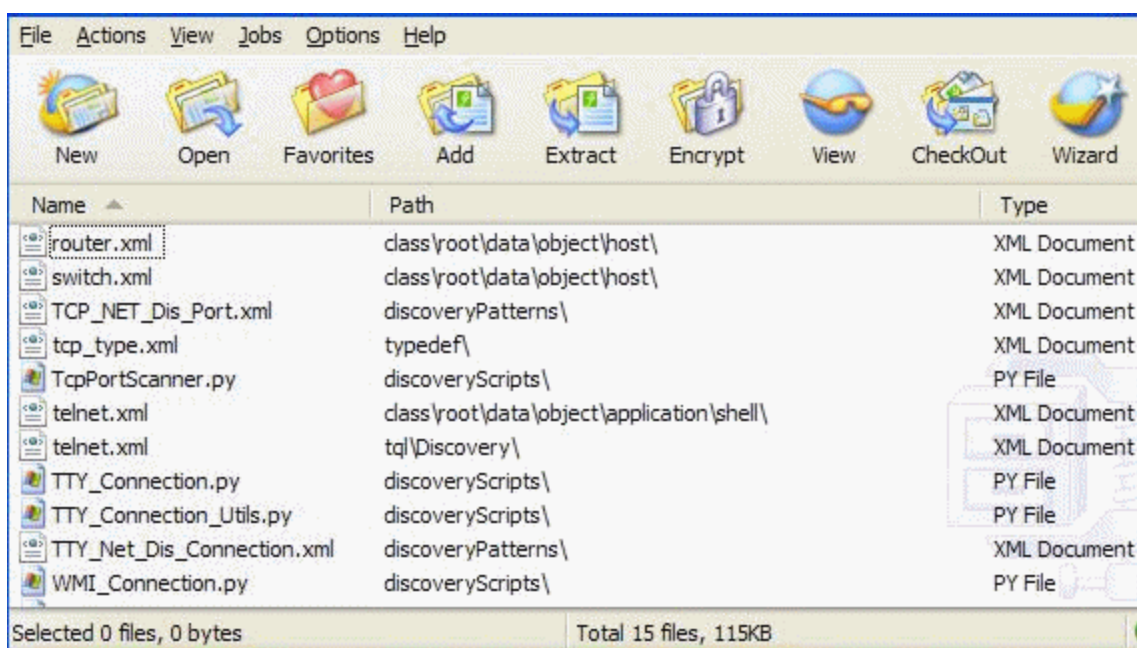 File Actions View Jobs Options Help
New Open Favorites Add Extract Encrypt View CheckOut Wizard
Name Path Type
router.xml class\root\data\object\host\ XML Document
switch.xml class\root\data\object\host\ XML Document
TCP_NET_Dis_Port.xml discoveryPatterns\ XML Document
tcp_type.xml typedef\ XML Document
TcpPortScanner.py discoveryScripts\ PY File
telnet.xml class\root\data\object\application\shell\ XML Document
telnet.xml tql\Discovery\ XML Document
TTY_Connection.py discoveryScripts\ PY File
TTY_Connection_Utils.py discoveryScripts\ PY File
TTY_Net_Dis_Connection.xml discoveryPatterns\ XML Document
WMI_Connection.py discoveryScripts\ PY File
Selected 0 files, 0 bytes Total 15 files, 115KB